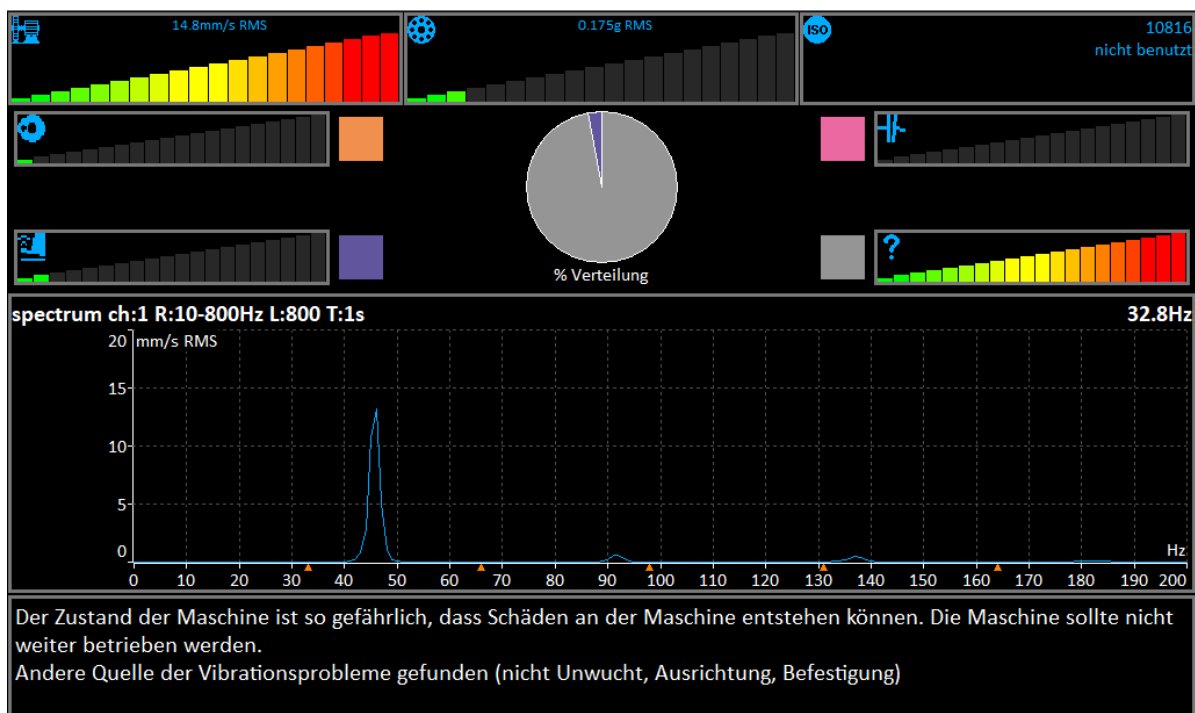 14.8mm/s RMS
0.175g RMS
ISO
10816
nicht benutzt
?
% Verteilung
spectrum ch:1 R:10-800Hz L:800 T:1s
32.8Hz
20 mm/s RMS
15
10
5
0
Hz
0 10 20 30 40 50 60 70 80 90 100 110 120 130 140 150 160 170 180 190 200
Der Zustand der Maschine ist so gefährlich, dass Schäden an der Maschine entstehen können. Die Maschine sollte nicht
weiter betrieben werden.
Andere Quelle der Vibrationsprobleme gefunden (nicht Unwucht, Ausrichtung, Befestigung)